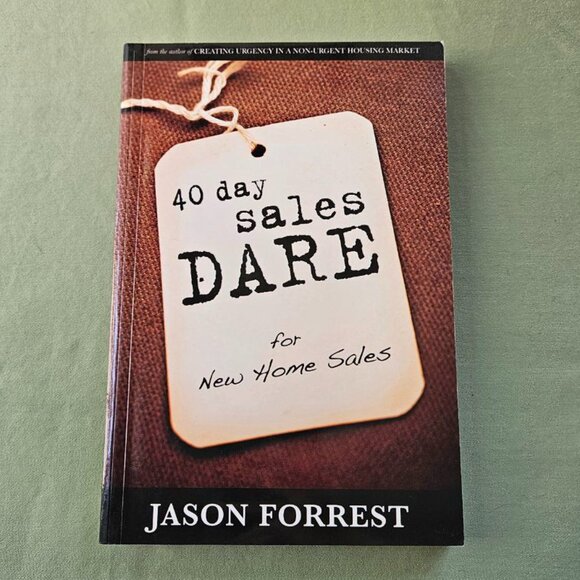 from the author of CREATING URGENCY IN A NON-URGENT HOUSING MARKET
40 day
sales
DARE
for
New Home Sales
JASON FORREST